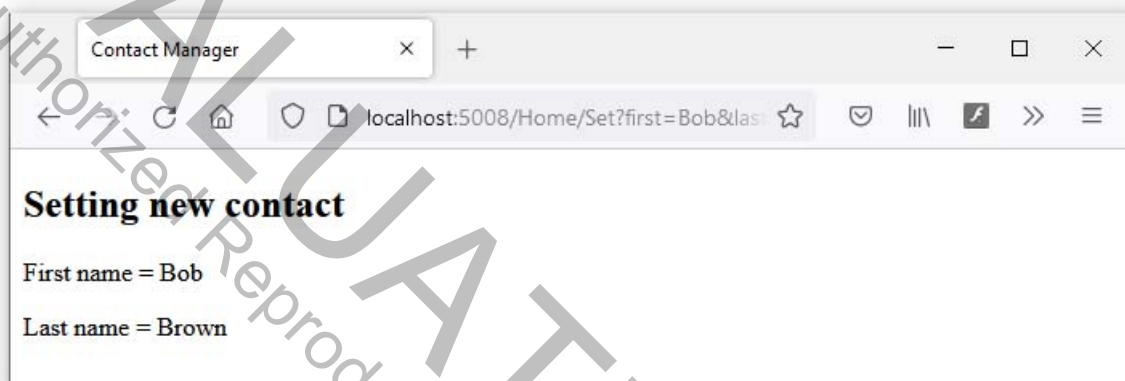 Contact Manager
localhost:5008/Home/Set?first=Bob&las
Setting new contact
First name = Bob
Last name = Brown